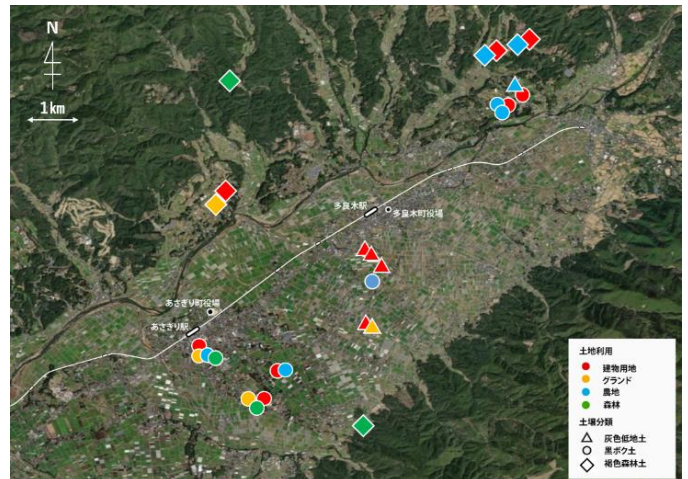 N
1km
多良木駅
多良木町役場
あさぎり町役場
あさぎり駅
土地利用
建物用地
グランド
農地
森林
土壌分類
灰色低地土
黒ボク土
褐色森林土